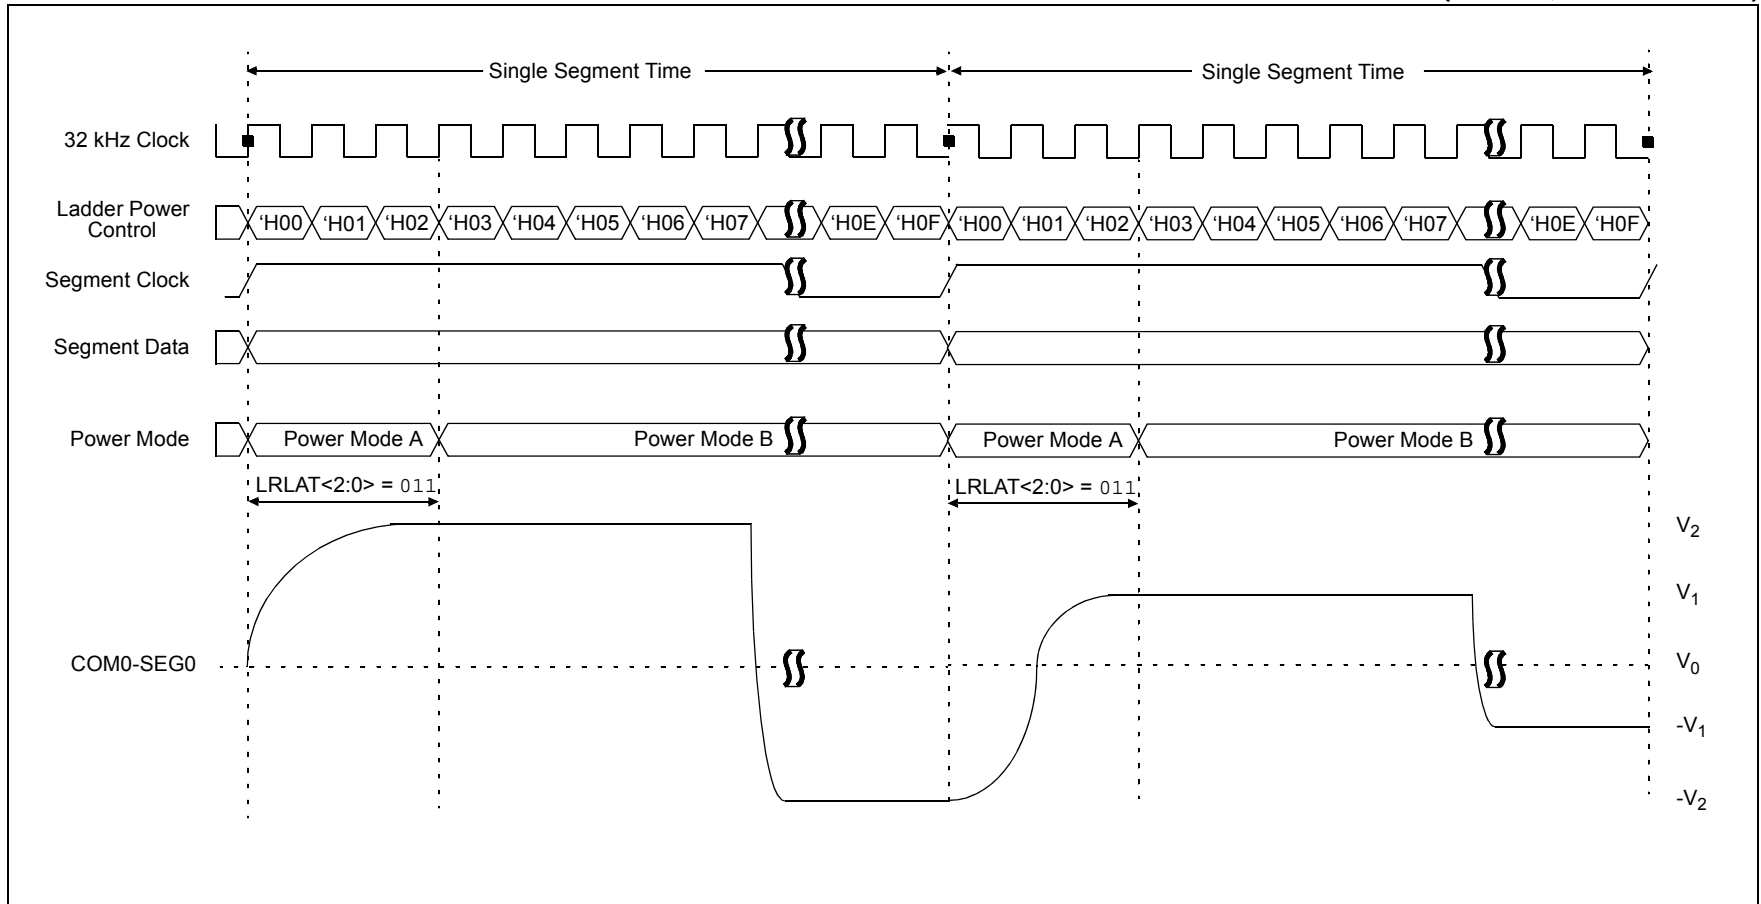 Single Segment Time Single Segment Time
32 kHz Clock
Ladder Power
Control
‘H00 ‘H01 ‘H02 ‘H03 ‘H04 ‘H05 ‘H06 ‘H07 ‘H0E ‘H0F ‘H00 ‘H01 ‘H02 ‘H03 ‘H04 ‘H05 ‘H06 ‘H07 ‘H0E ‘H0F
Segment Clock
Segment Data
Power Mode Power Mode A Power Mode B Power Mode A Power Mode B
LRLAT<2:0> = 011 LRLAT<2:0> = 011
V2
V1
COM0-SEG0 V0
-V1
-V2